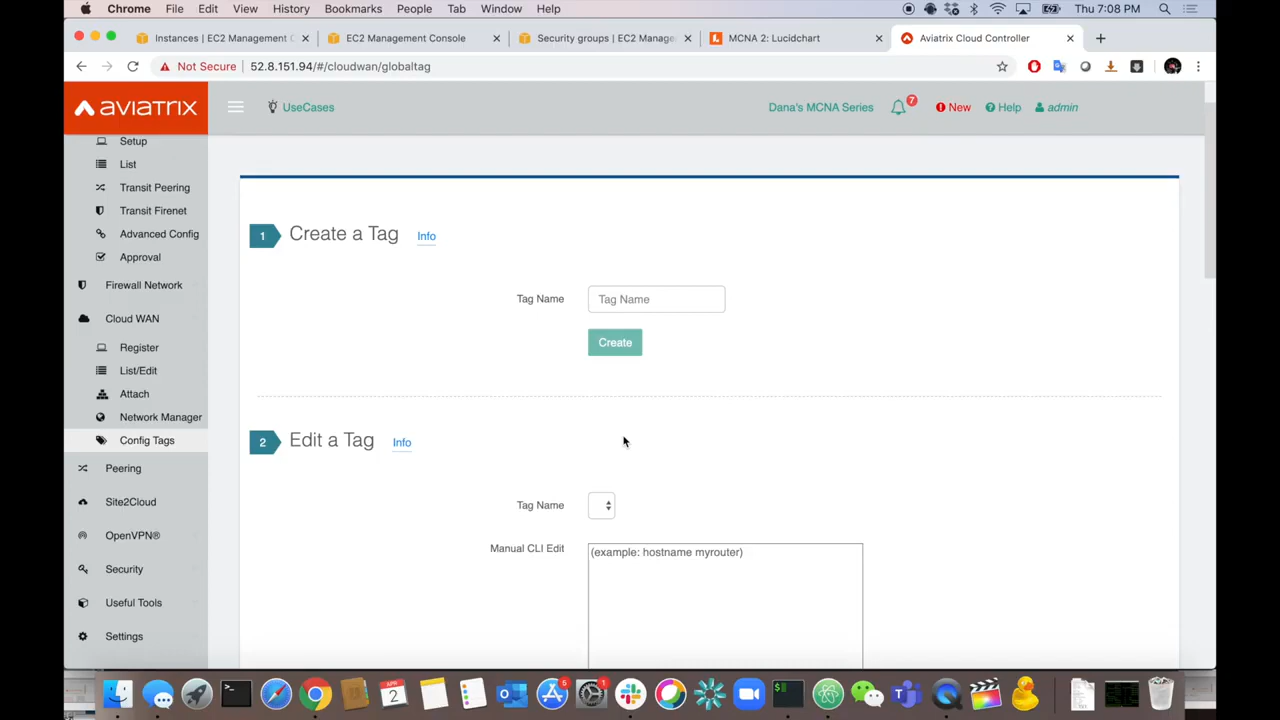 Chrome File Edit View History Bookmarks People Tab Window Help Thu 7:08 PM
Instances | EC2 Management C
EC2 Management Console
Security groups | EC2 Manage
MCNA 2: Lucidchart
Aviatrix Cloud Controller
Not Secure 52.8.151.94/#/cloudwan/globaltag
aviatrix
UseCases
Dana's MCNA Series
7
New
Help
admin
Setup
List
Transit Peering
Transit Firenet
Advanced Config
Approval
Firewall Network
Cloud WAN
Register
List/Edit
Attach
Network Manager
Config Tags
Peering
Site2Cloud
OpenVPN®
Security
Useful Tools
Settings
1 Create a Tag Info
Tag Name Tag Name
Create
2 Edit a Tag Info
Tag Name
Manual CLI Edit (example: hostname myrouter)
APR
2
5
1